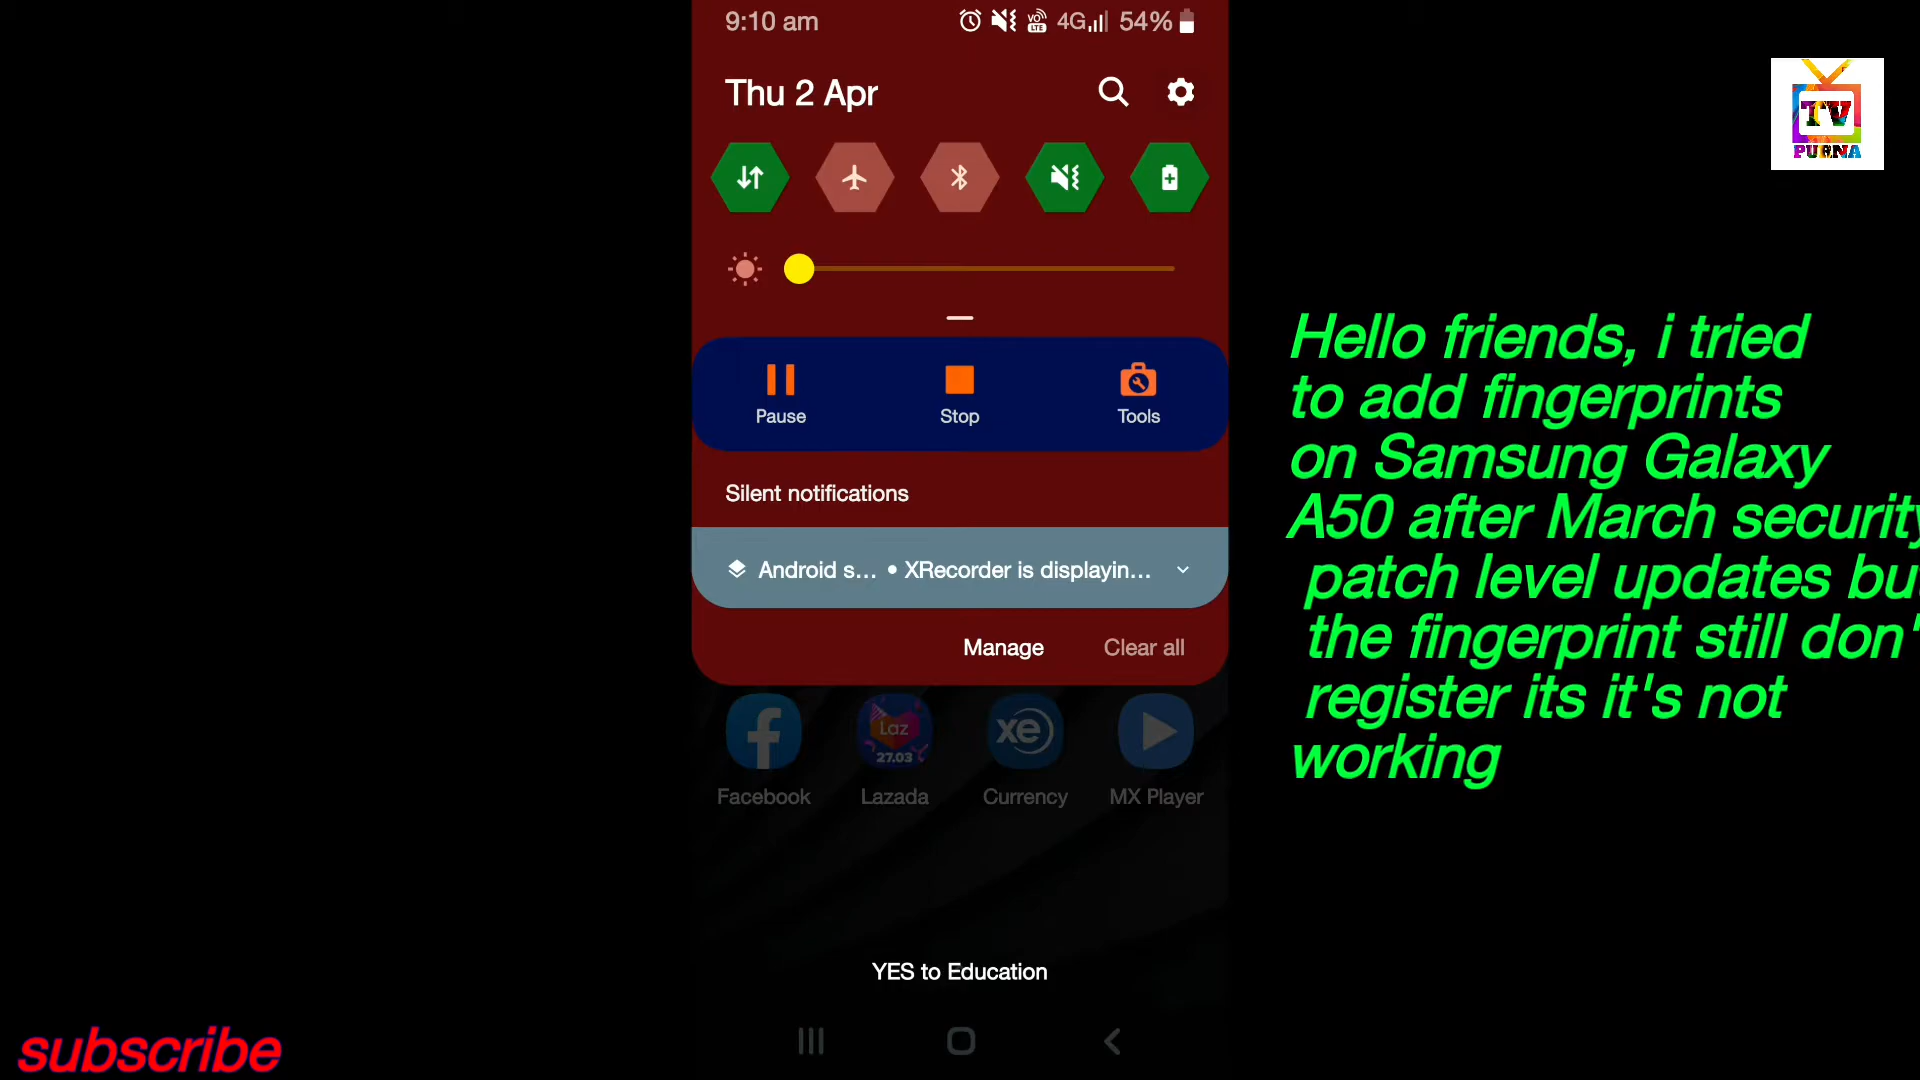 9:10 am
4G 54%
Thu 2 Apr
TV
PURNA
Pause
Stop
Tools
Silent notifications
Android s... • XRecorder is displayin...
Manage
Clear all
Laz
27.03
xe
Facebook
Lazada
Currency
MX Player
YES to Education
Hello friends, i tried
to add fingerprints
on Samsung Galaxy
A50 after March security
patch level updates bu
the fingerprint still don'
register its it's not
working
subscribe